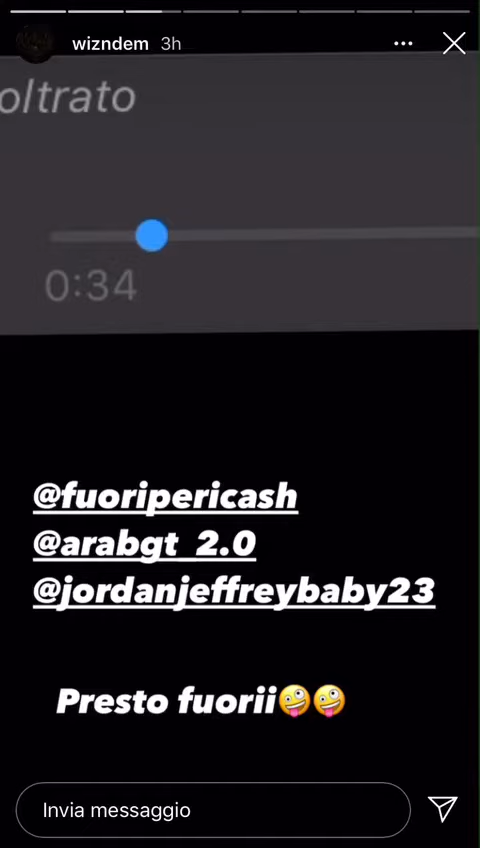 wizndem 3h
oltrato
0:34
@fuoripericash
@arabgt_2.0
@jordanjeffreybaby23
Presto fuorii🤪🤪
Invia messaggio